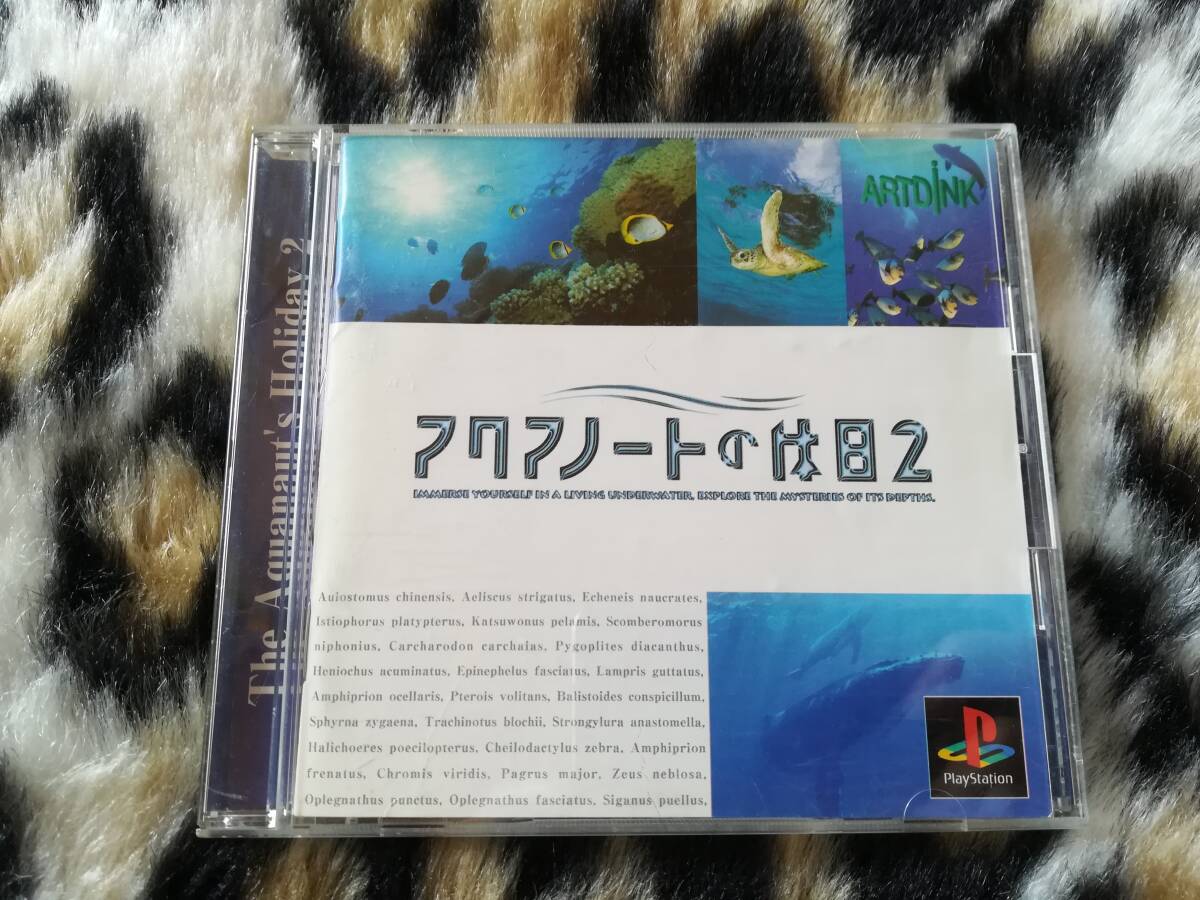 The Aquanaut's Holiday 2
ARTDINK
アクアノートの休日2
IMMERSE YOURSELF IN A LIVING UNDERWATER, EXPLORE THE MYSTERIES OF ITS DEPTHS.
Aulostomus chinensis, Aeliscus strigatus, Echeneis naucrates,
Istiophorus platypterus, Katsuwonus pelamis, Scomberomorus
niphonius, Carcharodon carchaias, Pygoplites diacanthus,
Heniochus acuminatus, Epinephelus fasciatus, Lampris guttatus,
Amphiprion ocellaris, Pterois volitans, Balistoides conspicillum,
Sphyrna zygaena, Trachinotus blochii, Strongylura anastomella,
Halichoeres poecilopterus, Cheilodactylus zebra, Amphiprion
frenatus, Chromis viridis, Pagrus major, Zeus neblosa,
Oplegnathus punctus, Oplegnathus fasciatus, Siganus puellus,
PlayStation